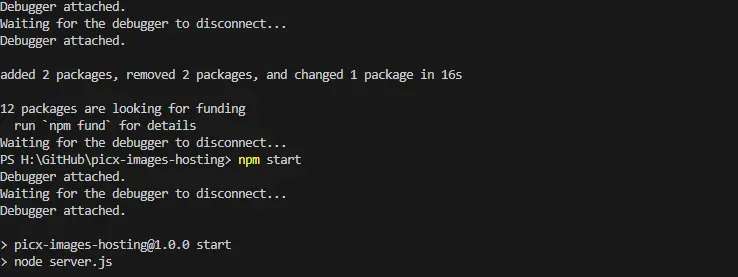 Debugger attached.
Waiting for the debugger to disconnect...
Debugger attached.
added 2 packages, removed 2 packages, and changed 1 package in 16s
12 packages are looking for funding
run `npm fund` for details
Waiting for the debugger to disconnect...
PS H:\GitHub\picx-images-hosting> npm start
Debugger attached.
Waiting for the debugger to disconnect...
Debugger attached.
> picx-images-hosting@1.0.0 start
> node server.js